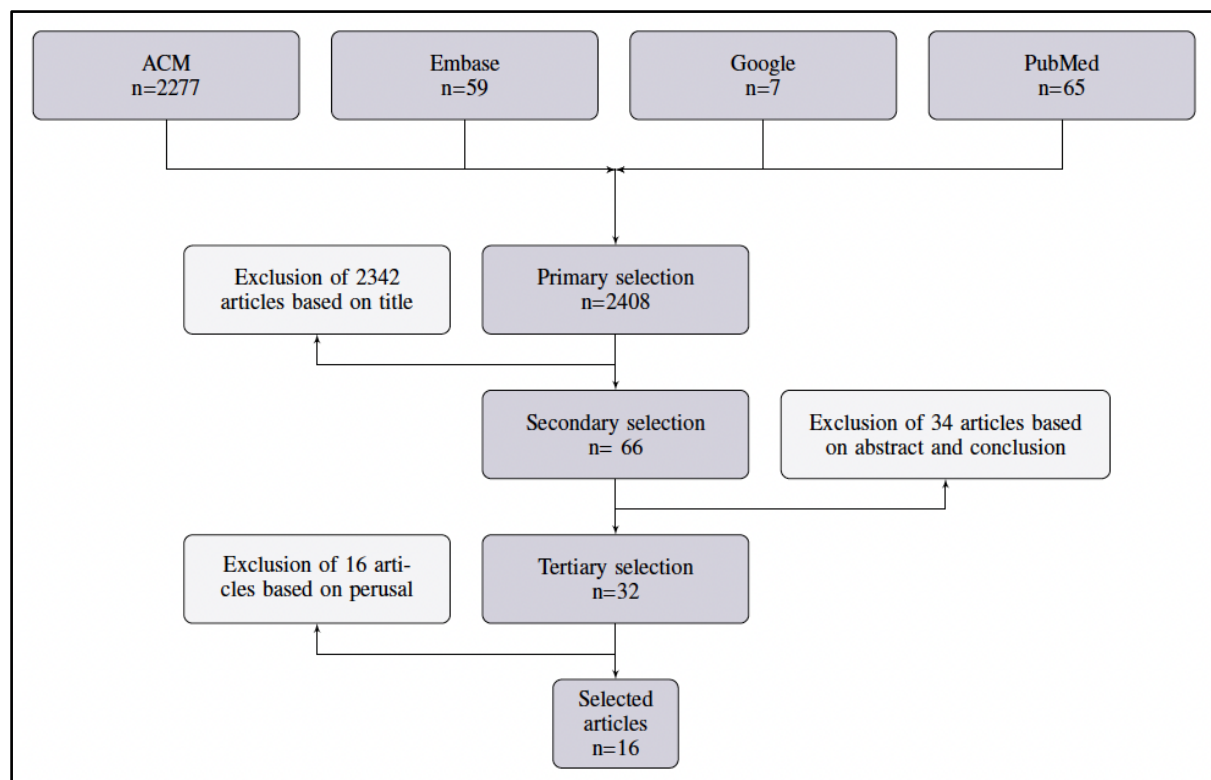 ACM
n=2277
Embase
n=59
Google
n=7
PubMed
n=65
Exclusion of 2342
articles based on title
Primary selection
n=2408
Secondary selection
n= 66
Exclusion of 34 articles based
on abstract and conclusion
Exclusion of 16 arti-
cles based on perusal
Tertiary selection
n=32
Selected
articles
n=16